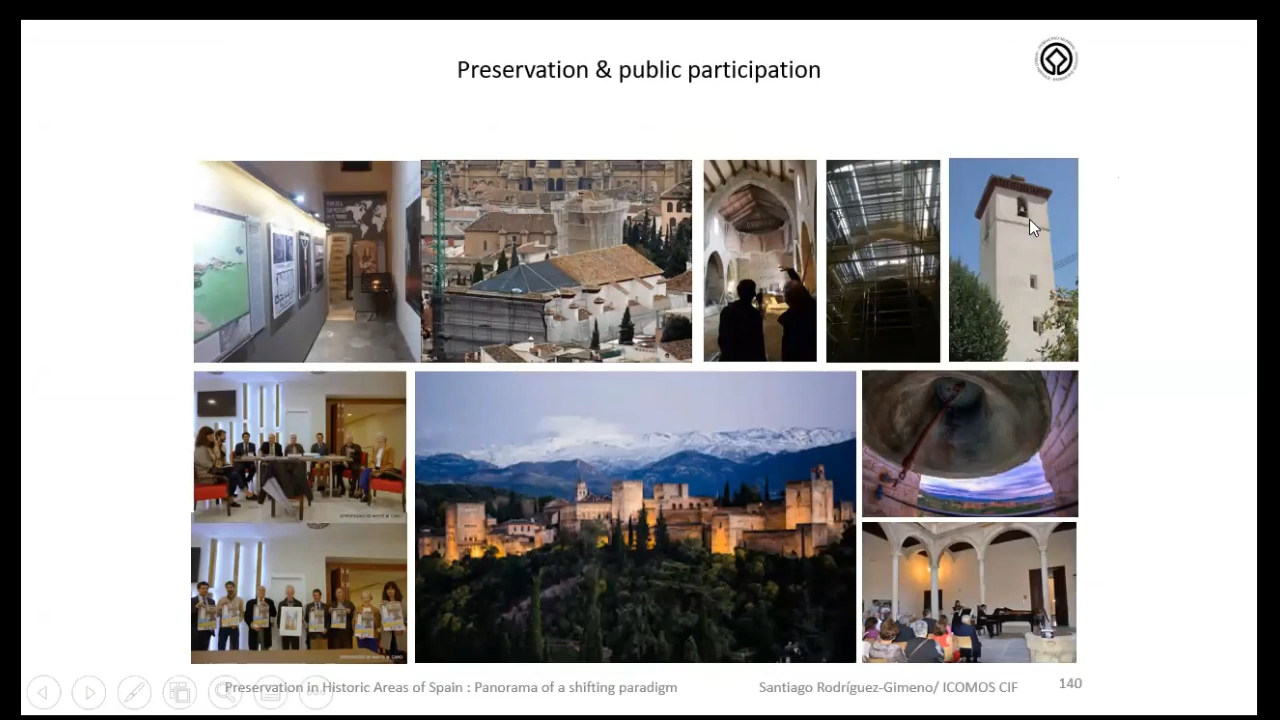 Preservation & public participation
Preservation in Historic Areas of Spain : Panorama of a shifting paradigm
Santiago Rodríguez-Gimeno/ ICOMOS CIF
140